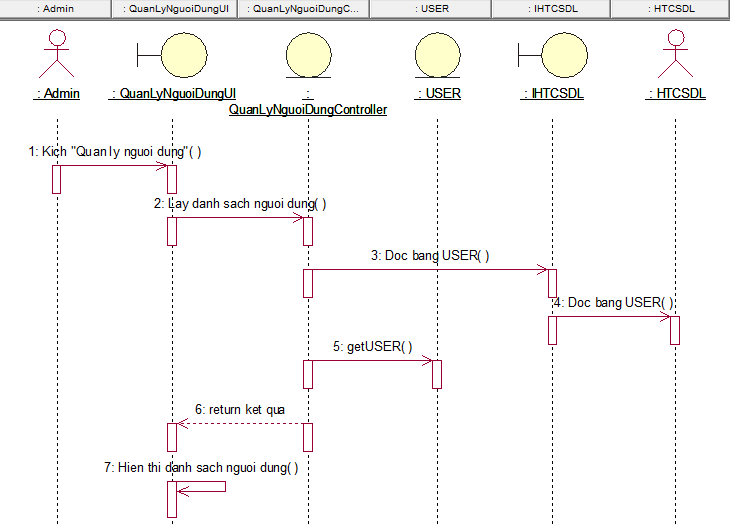 : Admin
: QuanLyNguoiDungUI
: QuanLyNguoiDungC...
: USER
: IHTCSDL
: HTCSDL
: Admin
: QuanLyNguoiDungUI
:
QuanLyNguoiDungController
: USER
: IHTCSDL
: HTCSDL
1: Kich "Quan ly nguoi dung"( )
2: Lay danh sach nguoi dung( )
3: Doc bang USER( )
4: Doc bang USER( )
5: getUSER( )
6: return ket qua
7: Hien thi danh sach nguoi dung( )